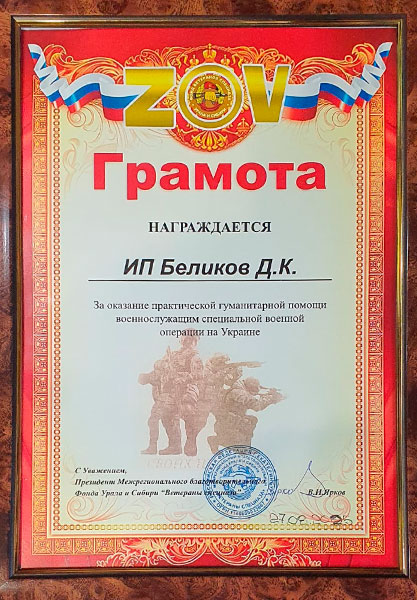 ZOV
Грамота
НАГРАЖДАЕТСЯ
ИП Беликов Д.К.
За оказание практической гуманитарной помощи
военнослужащим специальной военной
операции на Украине
С Уважением,
Президент Межрегионального благотворительного
Фонда Урала и Сибири "Ветераны спецназа"
В.И.Ярков